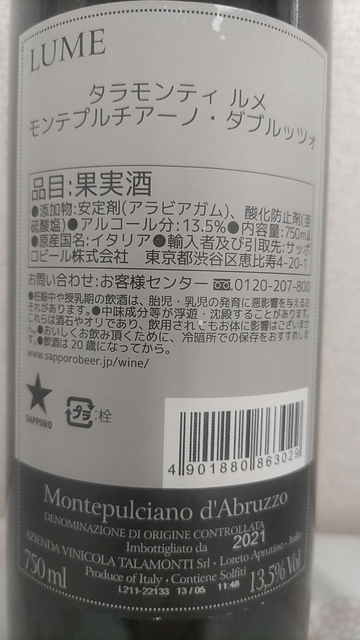 LUME
タラモンティ ルメ
モンテプルチアーノ・ダブルッツォ
品目:果実酒
●添加物:安定剤(アラビアガム)、酸化防止剤(亜
硫酸塩)●アルコール分:13.5%●内容量:750mℓ
●原産国名:イタリア●輸入者及び引取先:サッポ
ロビール株式会社 東京都渋谷区恵比寿4-20-1
お問い合わせ:お客様センター 0120-207-800
●妊娠中や授乳期の飲酒は、胎児・乳児の発育に悪影響を与えるお
それがあります。●中味成分等が浮遊・沈殿することがあります。
これらは酒石やオリであり、飲用されてもお体に影響はございませ
ん。●おいしくお飲み頂くために、冷暗所での保存をおすすめしま
す。●飲酒は20歳になってから。
www.sapporobeer.jp/wine/
SAPPORO
プラ:栓
4 901880 863029
Montepulciano d'Abruzzo
DENOMINAZIONE DI ORIGINE CONTROLLATA
Imbottigliato da 2021
AZIENDA VINICOLA TALAMONTI Srl - Loreto Aprutino - Italia
750 ml Produce of Italy - Contiene Solfiti 13,5% Vol
L211-22133 13/05 11:48